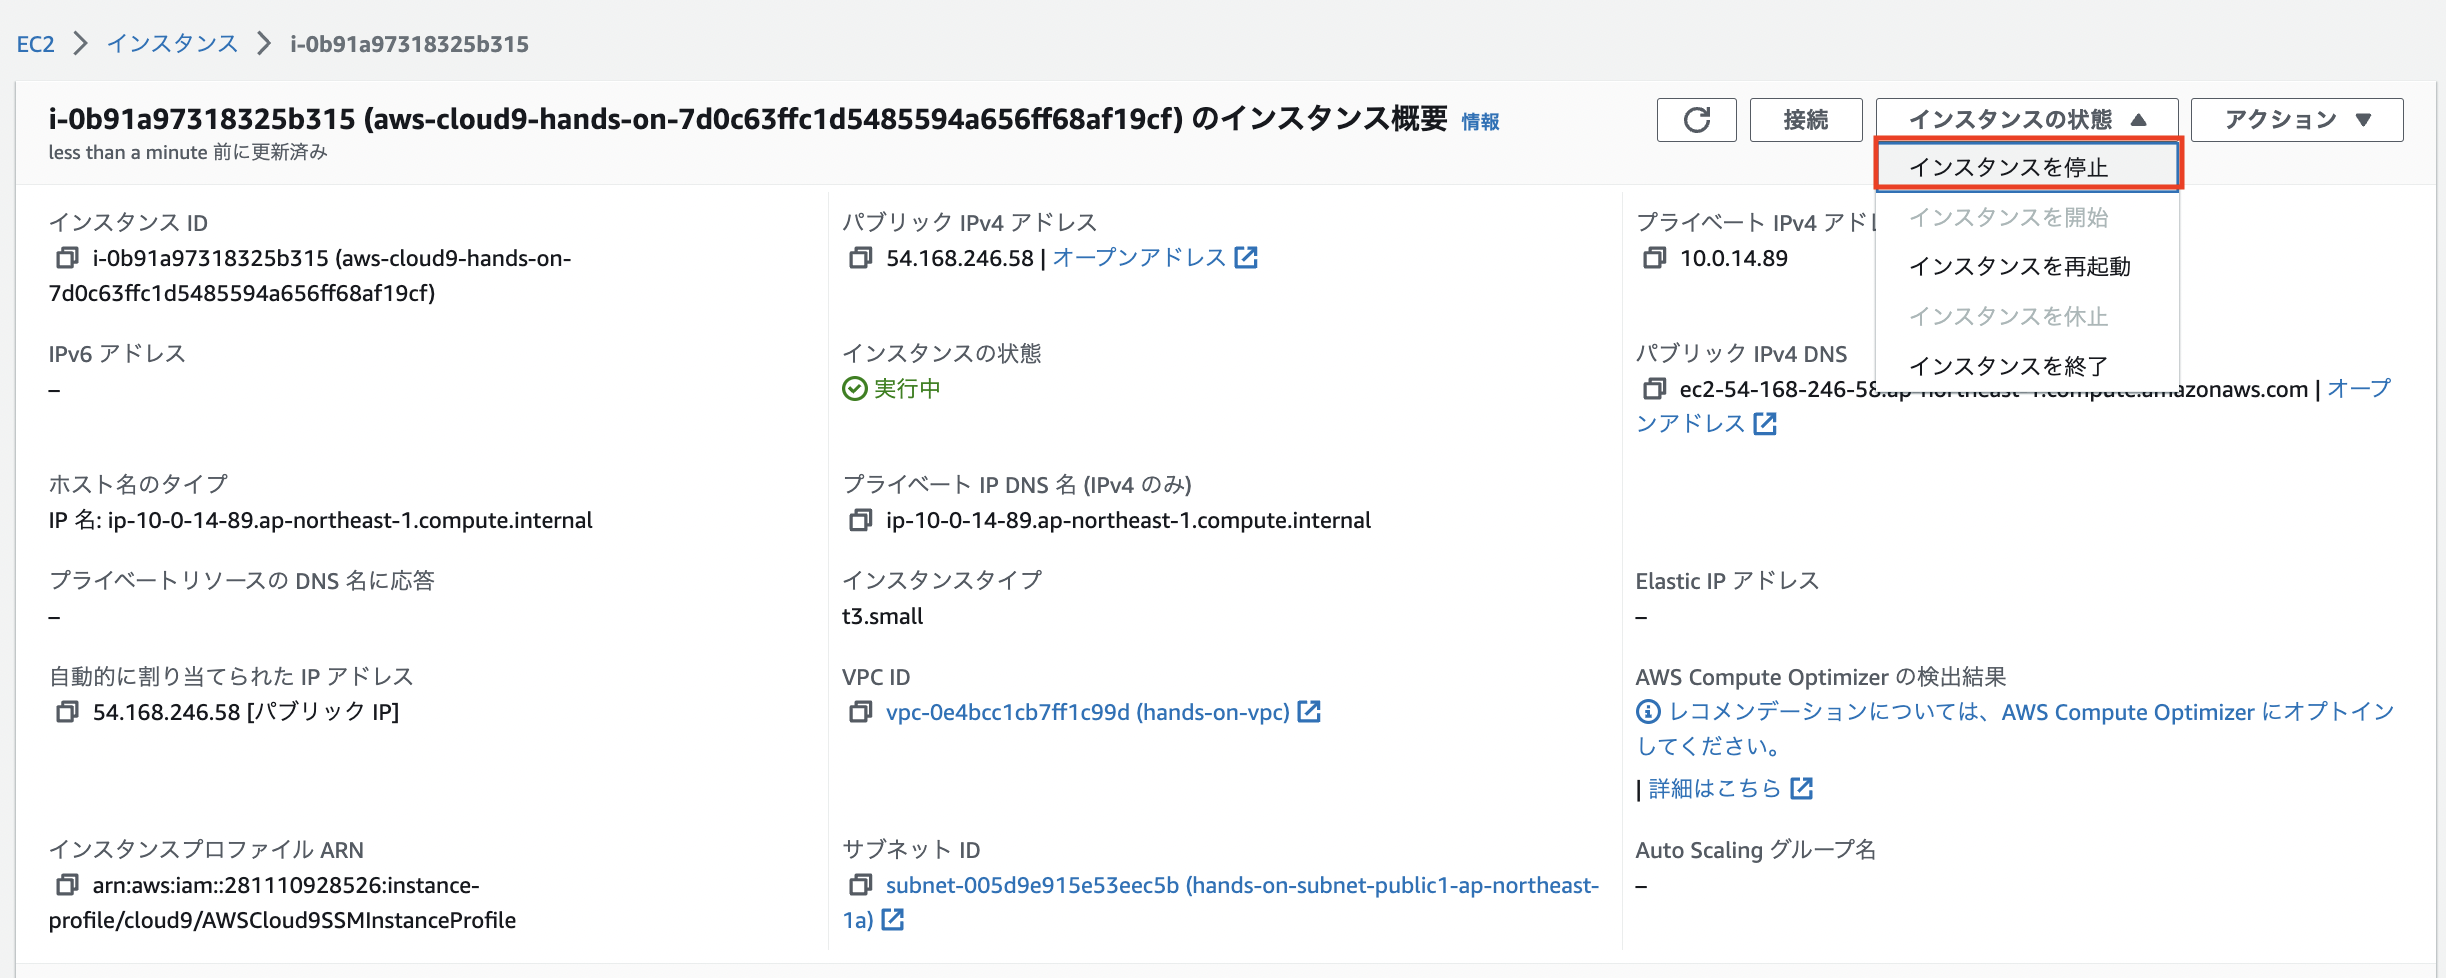 EC2 > インスタンス > i-0b91a97318325b315
i-0b91a97318325b315 (aws-cloud9-hands-on-7d0c63ffc1d5485594a656ff68af19cf) のインスタンス概要 情報
less than a minute 前に更新済み
接続
インスタンスの状態 ▲
アクション ▼
インスタンスを停止
インスタンスを開始
インスタンスを再起動
インスタンスを休止
インスタンスを終了
インスタンス ID
i-0b91a97318325b315 (aws-cloud9-hands-on-
7d0c63ffc1d5485594a656ff68af19cf)
パブリック IPv4 アドレス
54.168.246.58 | オープンアドレス
プライベート IPv4 アド
10.0.14.89
IPv6 アドレス
–
インスタンスの状態
実行中
パブリック IPv4 DNS
ec2-54-168-246-58.ap-northeast-1.compute.amazonaws.com | オープ
ンアドレス
ホスト名のタイプ
IP 名: ip-10-0-14-89.ap-northeast-1.compute.internal
プライベート IP DNS 名 (IPv4 のみ)
ip-10-0-14-89.ap-northeast-1.compute.internal
プライベートリソースの DNS 名に応答
–
インスタンスタイプ
t3.small
Elastic IP アドレス
–
自動的に割り当てられた IP アドレス
54.168.246.58 [パブリック IP]
VPC ID
vpc-0e4bcc1cb7ff1c99d (hands-on-vpc)
AWS Compute Optimizer の検出結果
レコメンデーションについては、AWS Compute Optimizer にオプトイン
してください。
| 詳細はこちら
インスタンスプロファイル ARN
arn:aws:iam::281110928526:instance-
profile/cloud9/AWSCloud9SSMInstanceProfile
サブネット ID
subnet-005d9e915e53eec5b (hands-on-subnet-public1-ap-northeast-
1a)
Auto Scaling グループ名
–